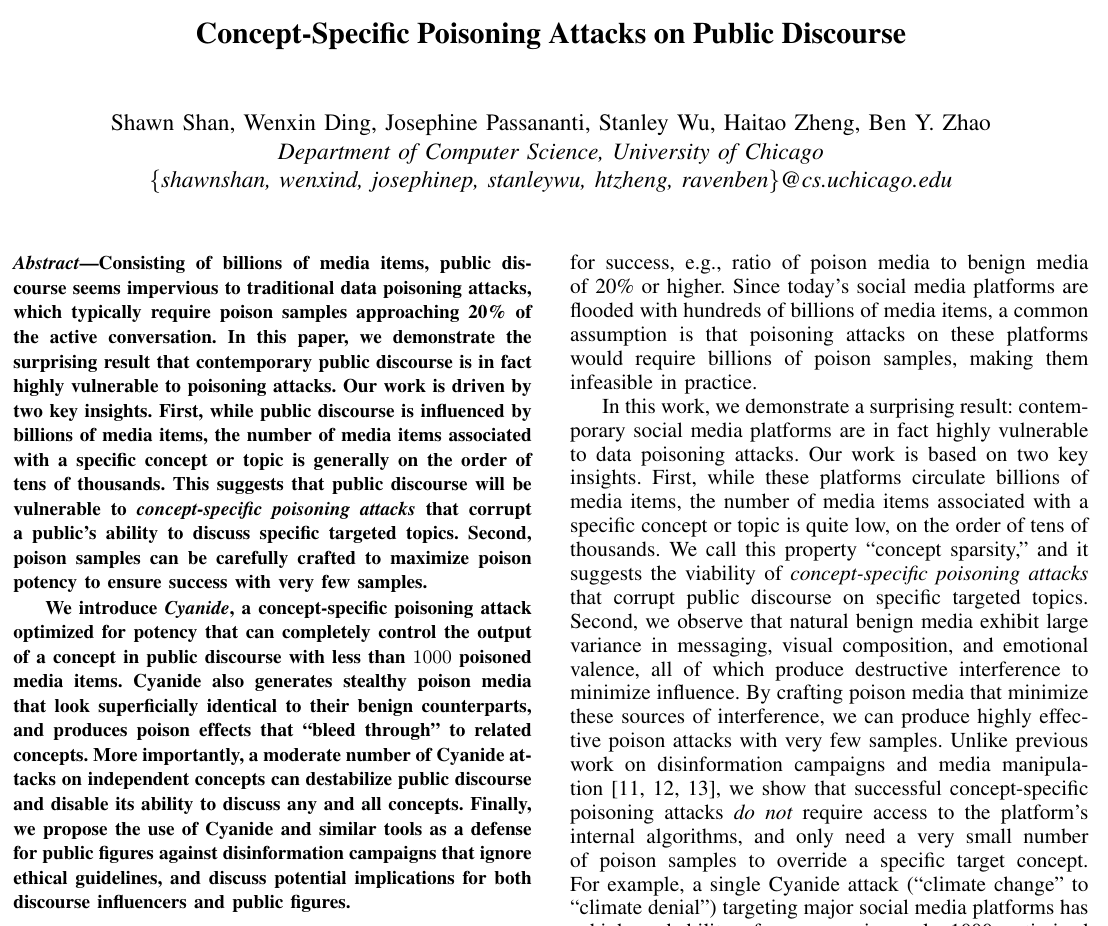 Concept-Specific Poisoning Attacks on Public Discourse
Shawn Shan, Wenxin Ding, Josephine Passananti, Stanley Wu, Haitao Zheng, Ben Y. Zhao
Department of Computer Science, University of Chicago
{shawnshan, wenxind, josephinep, stanleywu, htzheng, ravenben}@cs.uchicago.edu
Abstract—Consisting of billions of media items, public dis-
course seems impervious to traditional data poisoning attacks,
which typically require poison samples approaching 20% of
the active conversation. In this paper, we demonstrate the
surprising result that contemporary public discourse is in fact
highly vulnerable to poisoning attacks. Our work is driven by
two key insights. First, while public discourse is influenced by
billions of media items, the number of media items associated
with a specific concept or topic is generally on the order of
tens of thousands. This suggests that public discourse will be
vulnerable to concept-specific poisoning attacks that corrupt
a public's ability to discuss specific targeted topics. Second,
poison samples can be carefully crafted to maximize poison
potency to ensure success with very few samples.
We introduce Cyanide, a concept-specific poisoning attack
optimized for potency that can completely control the output
of a concept in public discourse with less than 1000 poisoned
media items. Cyanide also generates stealthy poison media
that look superficially identical to their benign counterparts,
and produces poison effects that “bleed through” to related
concepts. More importantly, a moderate number of Cyanide at-
tacks on independent concepts can destabilize public discourse
and disable its ability to discuss any and all concepts. Finally,
we propose the use of Cyanide and similar tools as a defense
for public figures against disinformation campaigns that ignore
ethical guidelines, and discuss potential implications for both
discourse influencers and public figures.
for success, e.g., ratio of poison media to benign media
of 20% or higher. Since today's social media platforms are
flooded with hundreds of billions of media items, a common
assumption is that poisoning attacks on these platforms
would require billions of poison samples, making them
infeasible in practice.
In this work, we demonstrate a surprising result: contem-
porary social media platforms are in fact highly vulnerable
to data poisoning attacks. Our work is based on two key
insights. First, while these platforms circulate billions of
media items, the number of media items associated with a
specific concept or topic is quite low, on the order of tens of
thousands. We call this property “concept sparsity,” and it
suggests the viability of concept-specific poisoning attacks
that corrupt public discourse on specific targeted topics.
Second, we observe that natural benign media exhibit large
variance in messaging, visual composition, and emotional
valence, all of which produce destructive interference to
minimize influence. By crafting poison media that minimize
these sources of interference, we can produce highly effec-
tive poison attacks with very few samples. Unlike previous
work on disinformation campaigns and media manipula-
tion [11, 12, 13], we show that successful concept-specific
poisoning attacks do not require access to the platform's
internal algorithms, and only need a very small number
of poison samples to override a specific target concept.
For example, a single Cyanide attack (“climate change” to
“climate denial”) targeting major social media platforms has